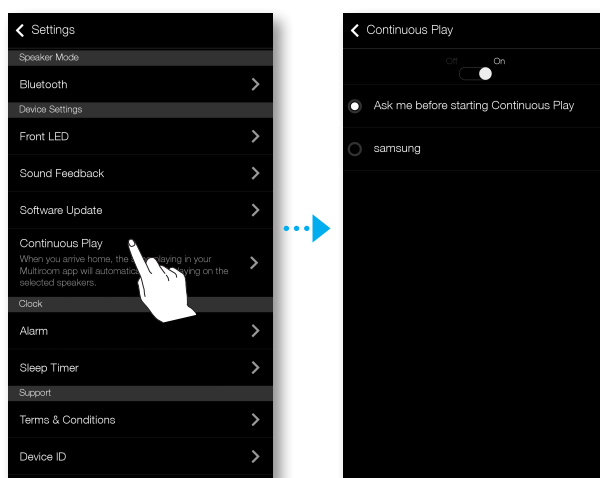 Settings
Speaker Mode
Bluetooth
Device Settings
Front LED
Sound Feedback
Software Update
Continuous Play
When you arrive home, the playing in your
Multiroom app will playing on the
selected speakers.
Clock
Alarm
Sleep Timer
Support
Terms & Conditions
Device ID
Continuous Play
Off On
Ask me before starting Continuous Play
samsung